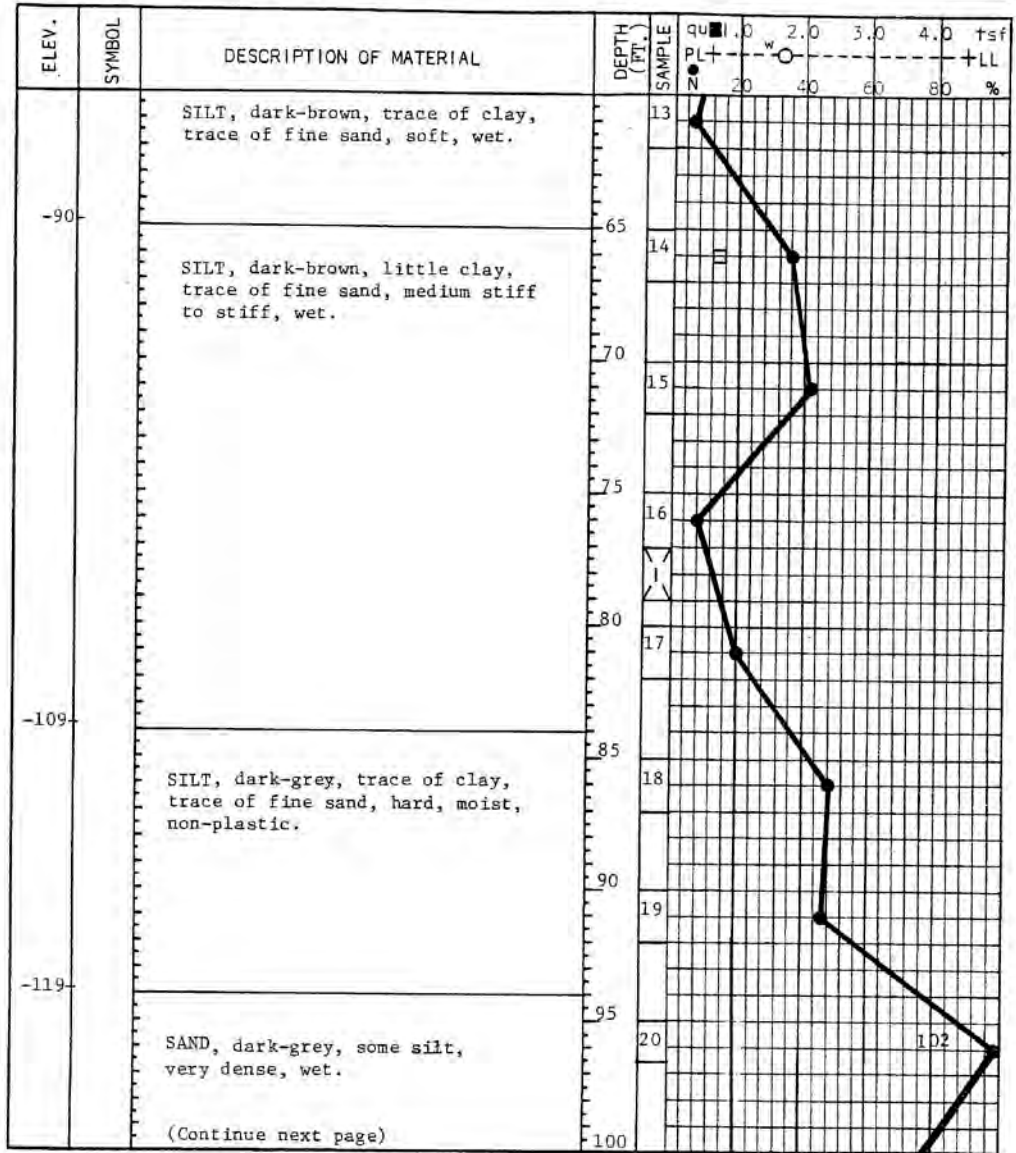 ELEV.
SYMBOL
DESCRIPTION OF MATERIAL
DEPTH (FT.)
SAMPLE
qu 1.0 2.0 3.0 4.0 tsf
PL w LL
N 20 40 60 80 %
SILT, dark-brown, trace of clay,
trace of fine sand, soft, wet.
13
-90
65
14
SILT, dark-brown, little clay,
trace of fine sand, medium stiff
to stiff, wet.
70
15
75
16
80
17
-109
85
SILT, dark-grey, trace of clay,
trace of fine sand, hard, moist,
non-plastic.
18
90
19
-119
95
SAND, dark-grey, some silt,
very dense, wet.
20
102
(Continue next page)
100